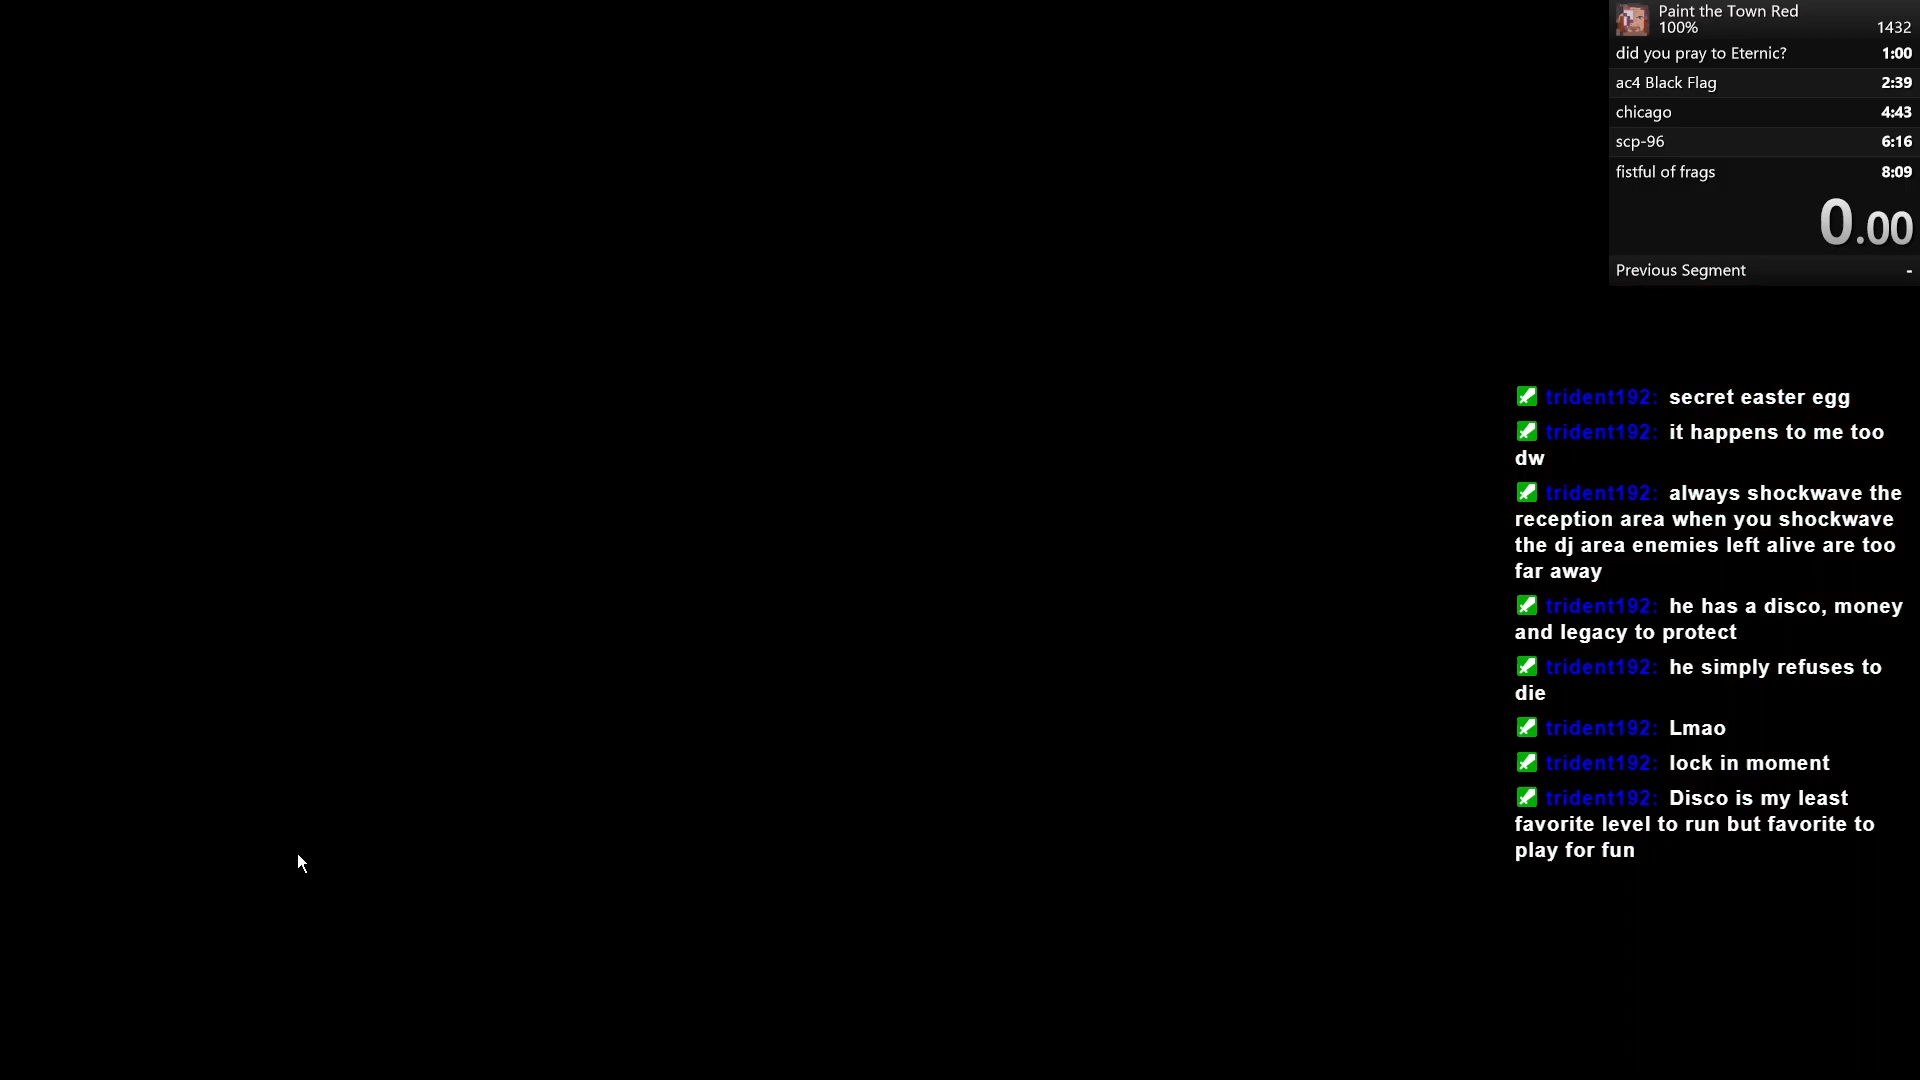 Paint the Town Red
100% 1432
did you pray to Eternic? 1:00
ac4 Black Flag 2:39
chicago 4:43
scp-96 6:16
fistful of frags 8:09
0.00
Previous Segment -
trident192: secret easter egg
trident192: it happens to me too
dw
trident192: always shockwave the
reception area when you shockwave
the dj area enemies left alive are too
far away
trident192: he has a disco, money
and legacy to protect
trident192: he simply refuses to
die
trident192: Lmao
trident192: lock in moment
trident192: Disco is my least
favorite level to run but favorite to
play for fun